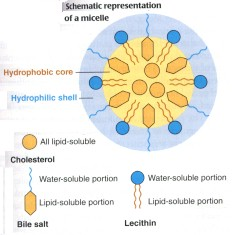 Schematic representation
of a micelle
Hydrophobic core
Hydrophilic shell
All lipid-soluble
Cholesterol
Water-soluble portion
Water-soluble portion
Lipid-soluble portion
Lipid-soluble portion
Bile salt
Lecithin